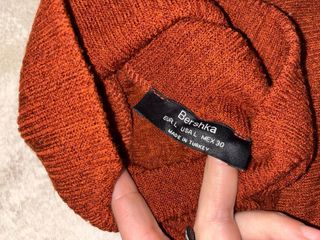 Bershka
EUR L USA L MEX 30
MADE IN TURKEY